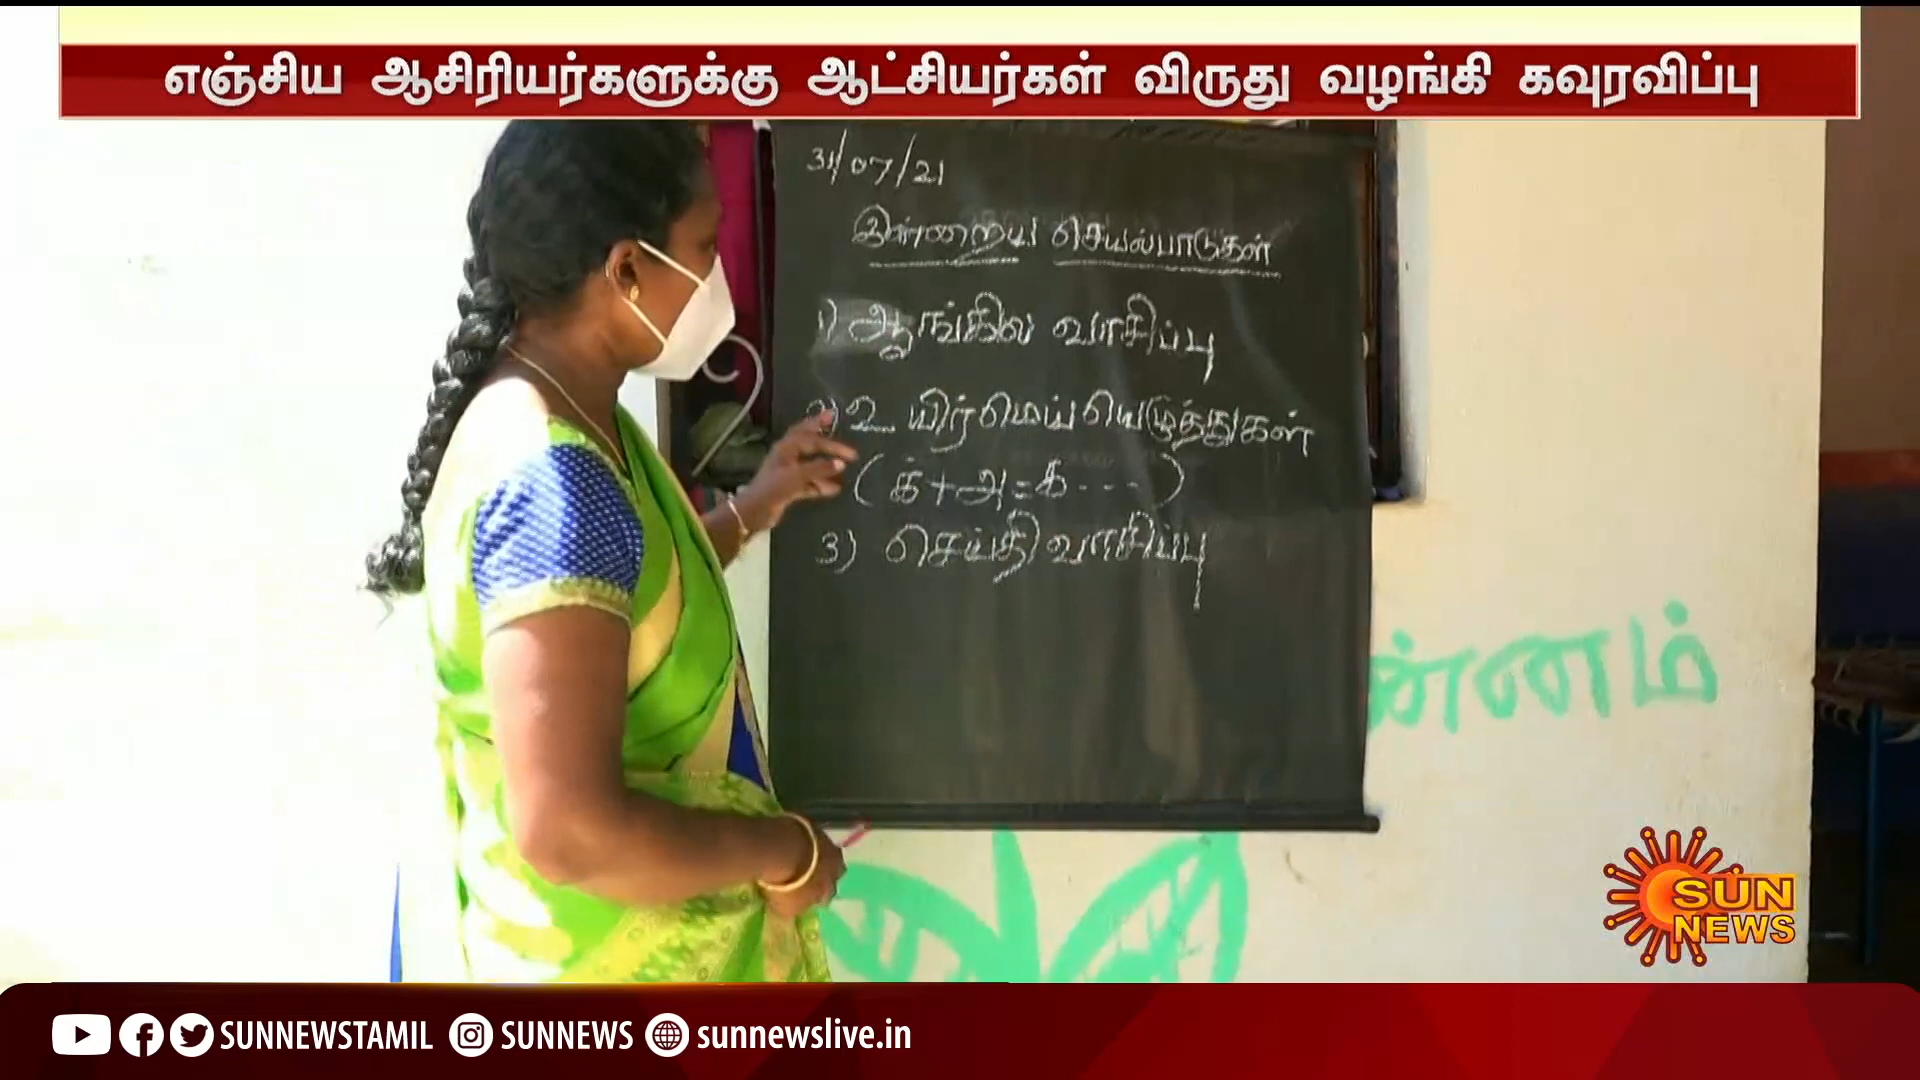 எஞ்சிய ஆசிரியர்களுக்கு ஆட்சியர்கள் விருது வழங்கி கவுரவிப்பு
31/07/21
இன்றைய செயல்பாடுகள்
1) ஆங்கில வாசிப்பு
2) உயிர்மெய்யெழுத்துகள்
(க்+அ=க---)
3) செய்தி வாசிப்பு
ன்னம்
SUN
NEWS
SUNNEWSTAMIL SUNNEWS sunnewslive.in